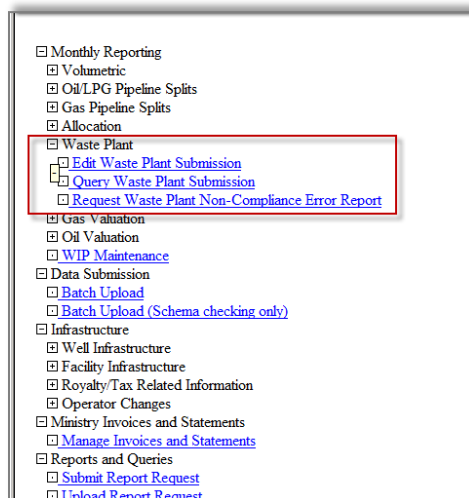 Monthly Reporting
Volumetric
Oil/LPG Pipeline Splits
Gas Pipeline Splits
Allocation
Waste Plant
Edit Waste Plant Submission
Query Waste Plant Submission
Request Waste Plant Non-Compliance Error Report
Gas Valuation
Oil Valuation
WIP Maintenance
Data Submission
Batch Upload
Batch Upload (Schema checking only)
Infrastructure
Well Infrastructure
Facility Infrastructure
Royalty/Tax Related Information
Operator Changes
Ministry Invoices and Statements
Manage Invoices and Statements
Reports and Queries
Submit Report Request
Upload Report Request